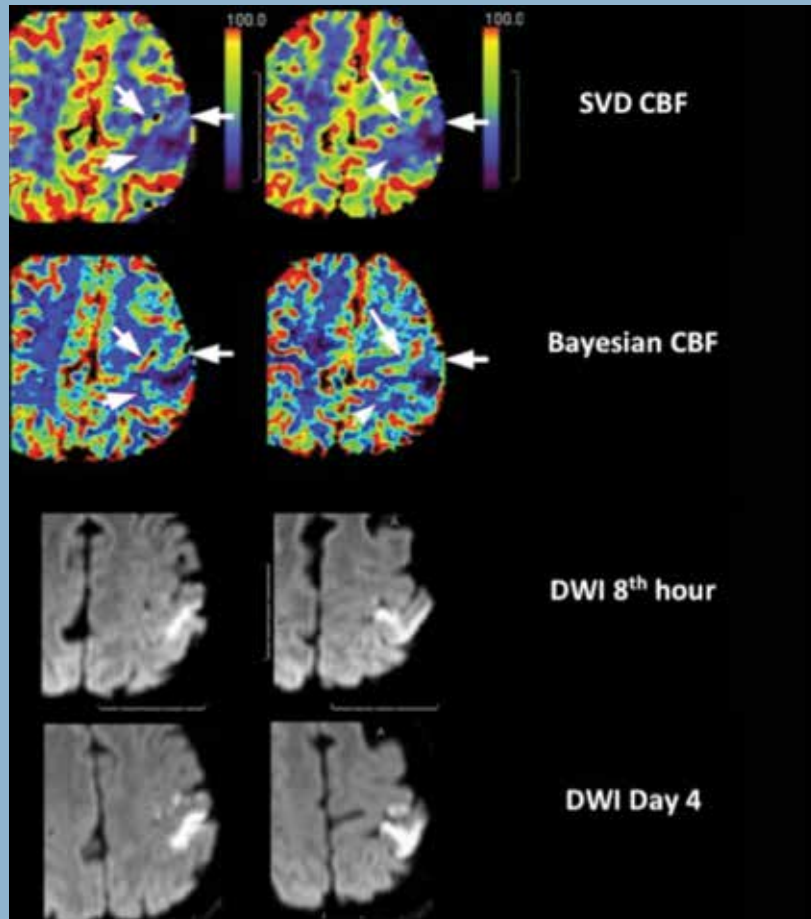 100.0 100.0
SVD CBF
Bayesian CBF
DWI 8th hour
DWI Day 4